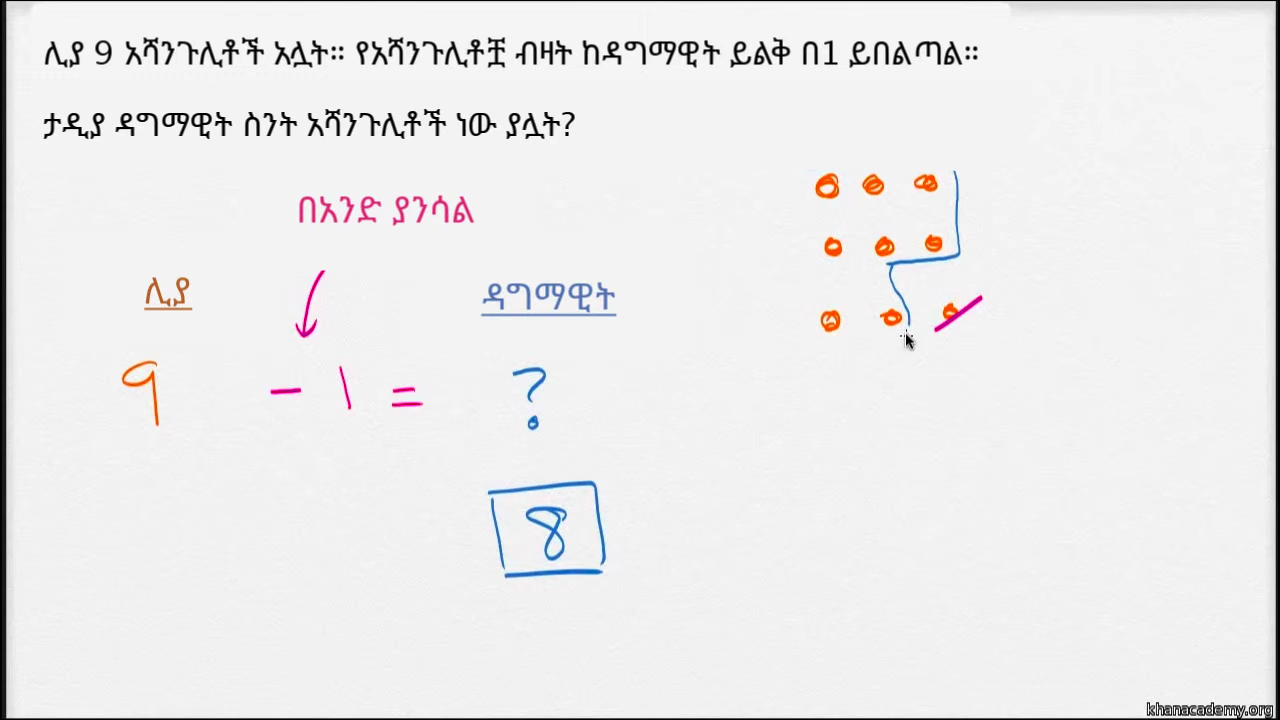 ሊያ 9 አሻንጉሊቶች አሏት። የአሻንጉሊቶቿ ብዛት ከዳግማዊት ይልቅ በ1 ይበልጣል።
ታዲያ ዳግማዊት ስንት አሻንጉሊቶች ነው ያሏት?
በአንድ ያንሳል
ሊያ ዳግማዊት
9 - 1 = ?
8
khanacademy.org